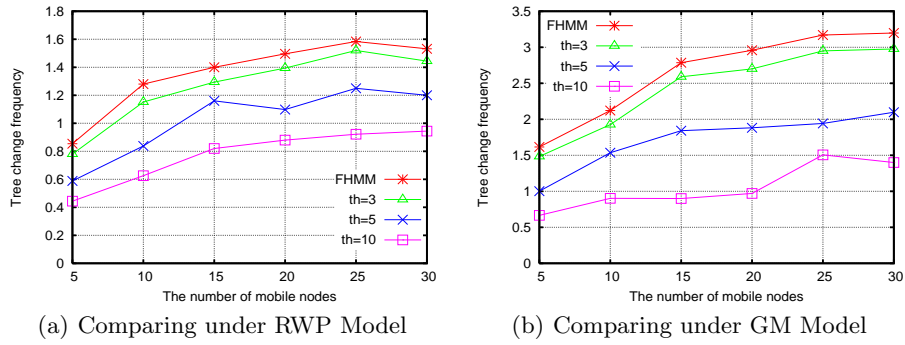 Tree change frequency
1.8
1.6
1.4
1.2
1
0.8
0.6
0.4
0.2
0
5 10 15 20 25 30
The number of mobile nodes
FHMM
th=3
th=5
th=10
(a) Comparing under RWP Model
Tree change frequency
3.5
3
2.5
2
1.5
1
0.5
0
5 10 15 20 25 30
The number of mobile nodes
FHMM
th=3
th=5
th=10
(b) Comparing under GM Model